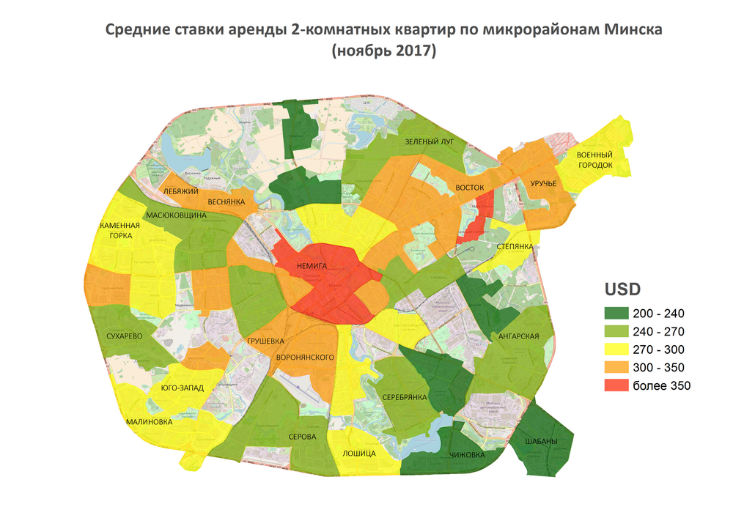 Средние ставки аренды 2-комнатных квартир по микрорайонам Минска
(ноябрь 2017)
ЗЕЛЕНЫЙ ЛУГ
ВОЕННЫЙ
ГОРОДОК
УРУЧЬЕ
ВОСТОК
ЛЕБЯЖИЙ
ВЕСНЯНКА
МАСЮКОВЩИНА
КАМЕННАЯ
ГОРКА
СТЕПЯНКА
НЕМИГА
USD
200 - 240
240 - 270
270 - 300
300 - 350
более 350
СУХАРЕВО
ГРУШЕВКА
АНГАРСКАЯ
ВОРОНЯНСКОГО
ЮГО-ЗАПАД
СЕРЕБРЯНКА
МАЛИНОВКА
СЕРОВА
ШАБАНЫ
ЛОШИЦА
ЧИЖОВКА